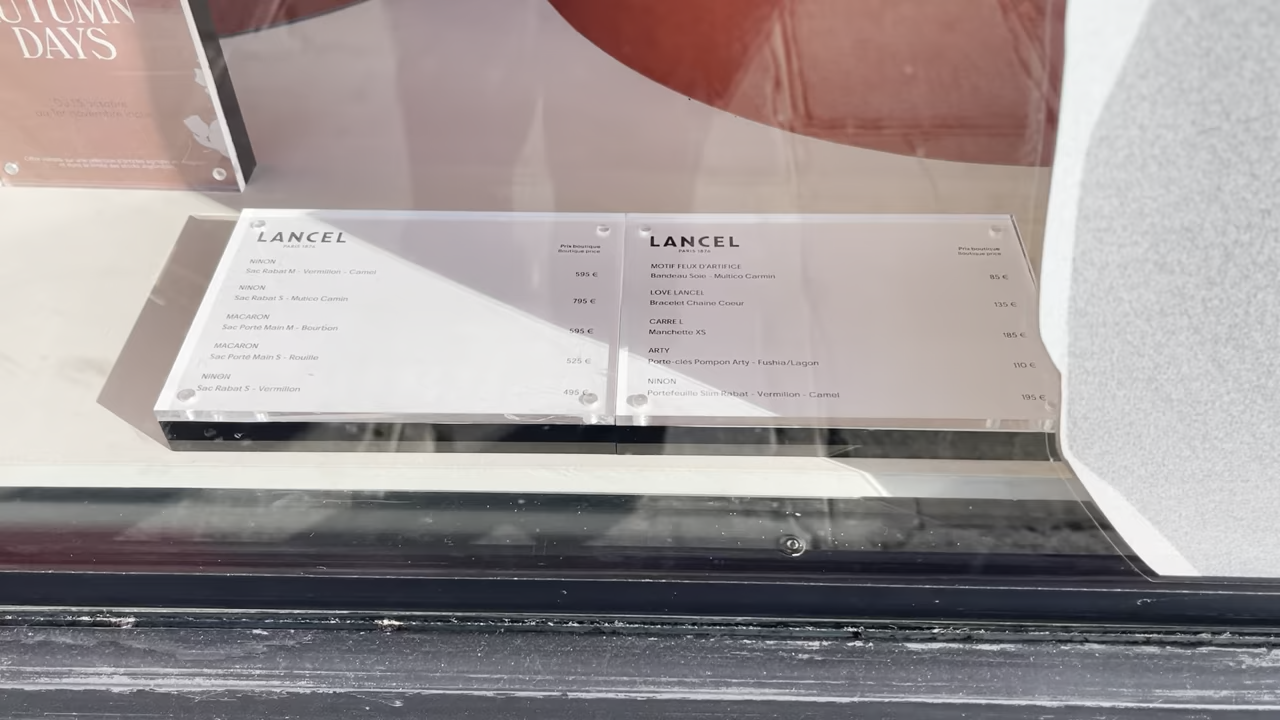 AUTUMN
DAYS
LANCEL
PARIS 1876
Prix boutique
Boutique price
NINON
Sac Rabat M - Vermillon - Camel
595 €
NINON
Sac Rabat S - Mutico Camin
795 €
MACARON
Sac Porté Main M - Bourbon
595 €
MACARON
Sac Porté Main S - Rouille
525 €
NINON
Sac Rabat S - Vermillon
495 €
LANCEL
PARIS 1876
Prix boutique
Boutique price
MOTIF FEUX D'ARTIFICE
Bandeau Soie - Multico Carmin
85 €
LOVE LANCEL
Bracelet Chaine Coeur
135 €
CARRE L
Manchette XS
185 €
ARTY
Porte-clés Pompon Arty - Fushia/Lagon
110 €
NINON
Portefeuille Slim Rabat - Vermillon - Camel
195 €